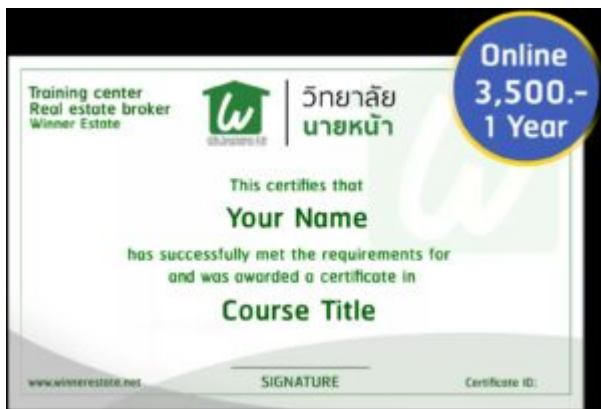 Online
3,500.-
1 Year
Training center
Real estate broker
Winner Estate
วิทยาลัย
นายหน้า
This certifies that
Your Name
has successfully met the requirements for
and was awarded a certificate in
Course Title
www.winnerestate.net
SIGNATURE
Certificate ID: